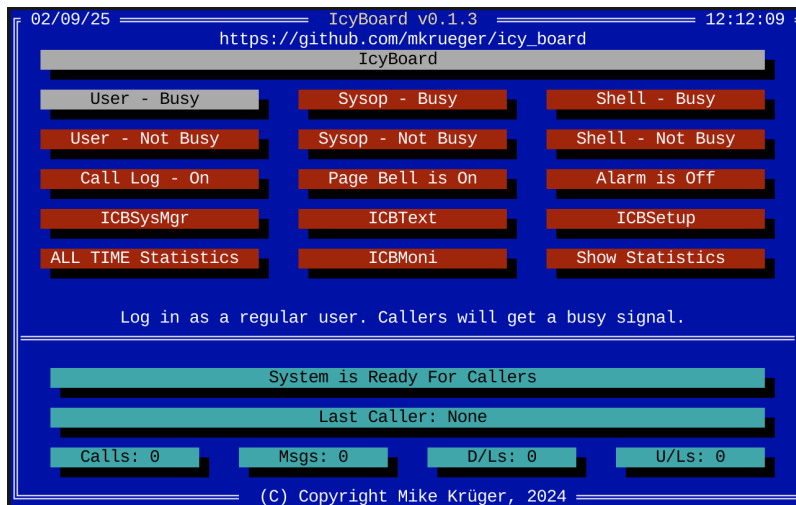 02/09/25 IcyBoard v0.1.3 12:12:09
https://github.com/mkrueger/icy_board
IcyBoard
User - Busy Sysop - Busy Shell - Busy
User - Not Busy Sysop - Not Busy Shell - Not Busy
Call Log - On Page Bell is On Alarm is Off
ICBSysMgr ICBText ICBSetup
ALL TIME Statistics ICBMoni Show Statistics
Log in as a regular user. Callers will get a busy signal.
System is Ready For Callers
Last Caller: None
Calls: 0 Msgs: 0 D/Ls: 0 U/Ls: 0
(C) Copyright Mike Krüger, 2024